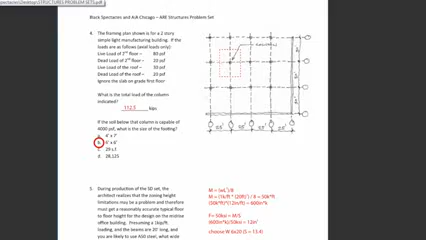 Black Spectacles and AIA Chicago – ARE Structures Problem Set
4. The framing plan shown is for a 2 story
simple light manufacturing building. If the
loads are as follows (axial loads only)
Live Load of 2nd floor – 80 psf
Dead Load of 2nd floor – 20 psf
Live Load of the roof – 30 psf
Dead Load of the roof – 20 psf
Ignore the slab on grade first floor
What is the total load of the column
indicated?
112.5 kips
If the soil below that column is capable of
4000 psf, what is the size of the footing?
a. 4' x 7'
b. 6' x 6'
c. 29 s.f.
d. 28,125
5. During production of the SD set, the
architect realizes that the zoning height
limitations may be a problem and therefore
must get a reasonably accurate typical floor
to floor height for the design on the midrise
office building. Presuming a 1kip/ft.
loading, and the beams are 20' long, and
you are likely to use A50 steel, what wide
M = (wL²)/8
M = (1k/ft * (20ft)²) / 8 = 50k*ft.
(50k*ft)*(12in/ft) = 600in*k
F= 50ksi = M/S
(600in*k)/50ksi = 12in³
choose W 6x20 (S = 13.4)